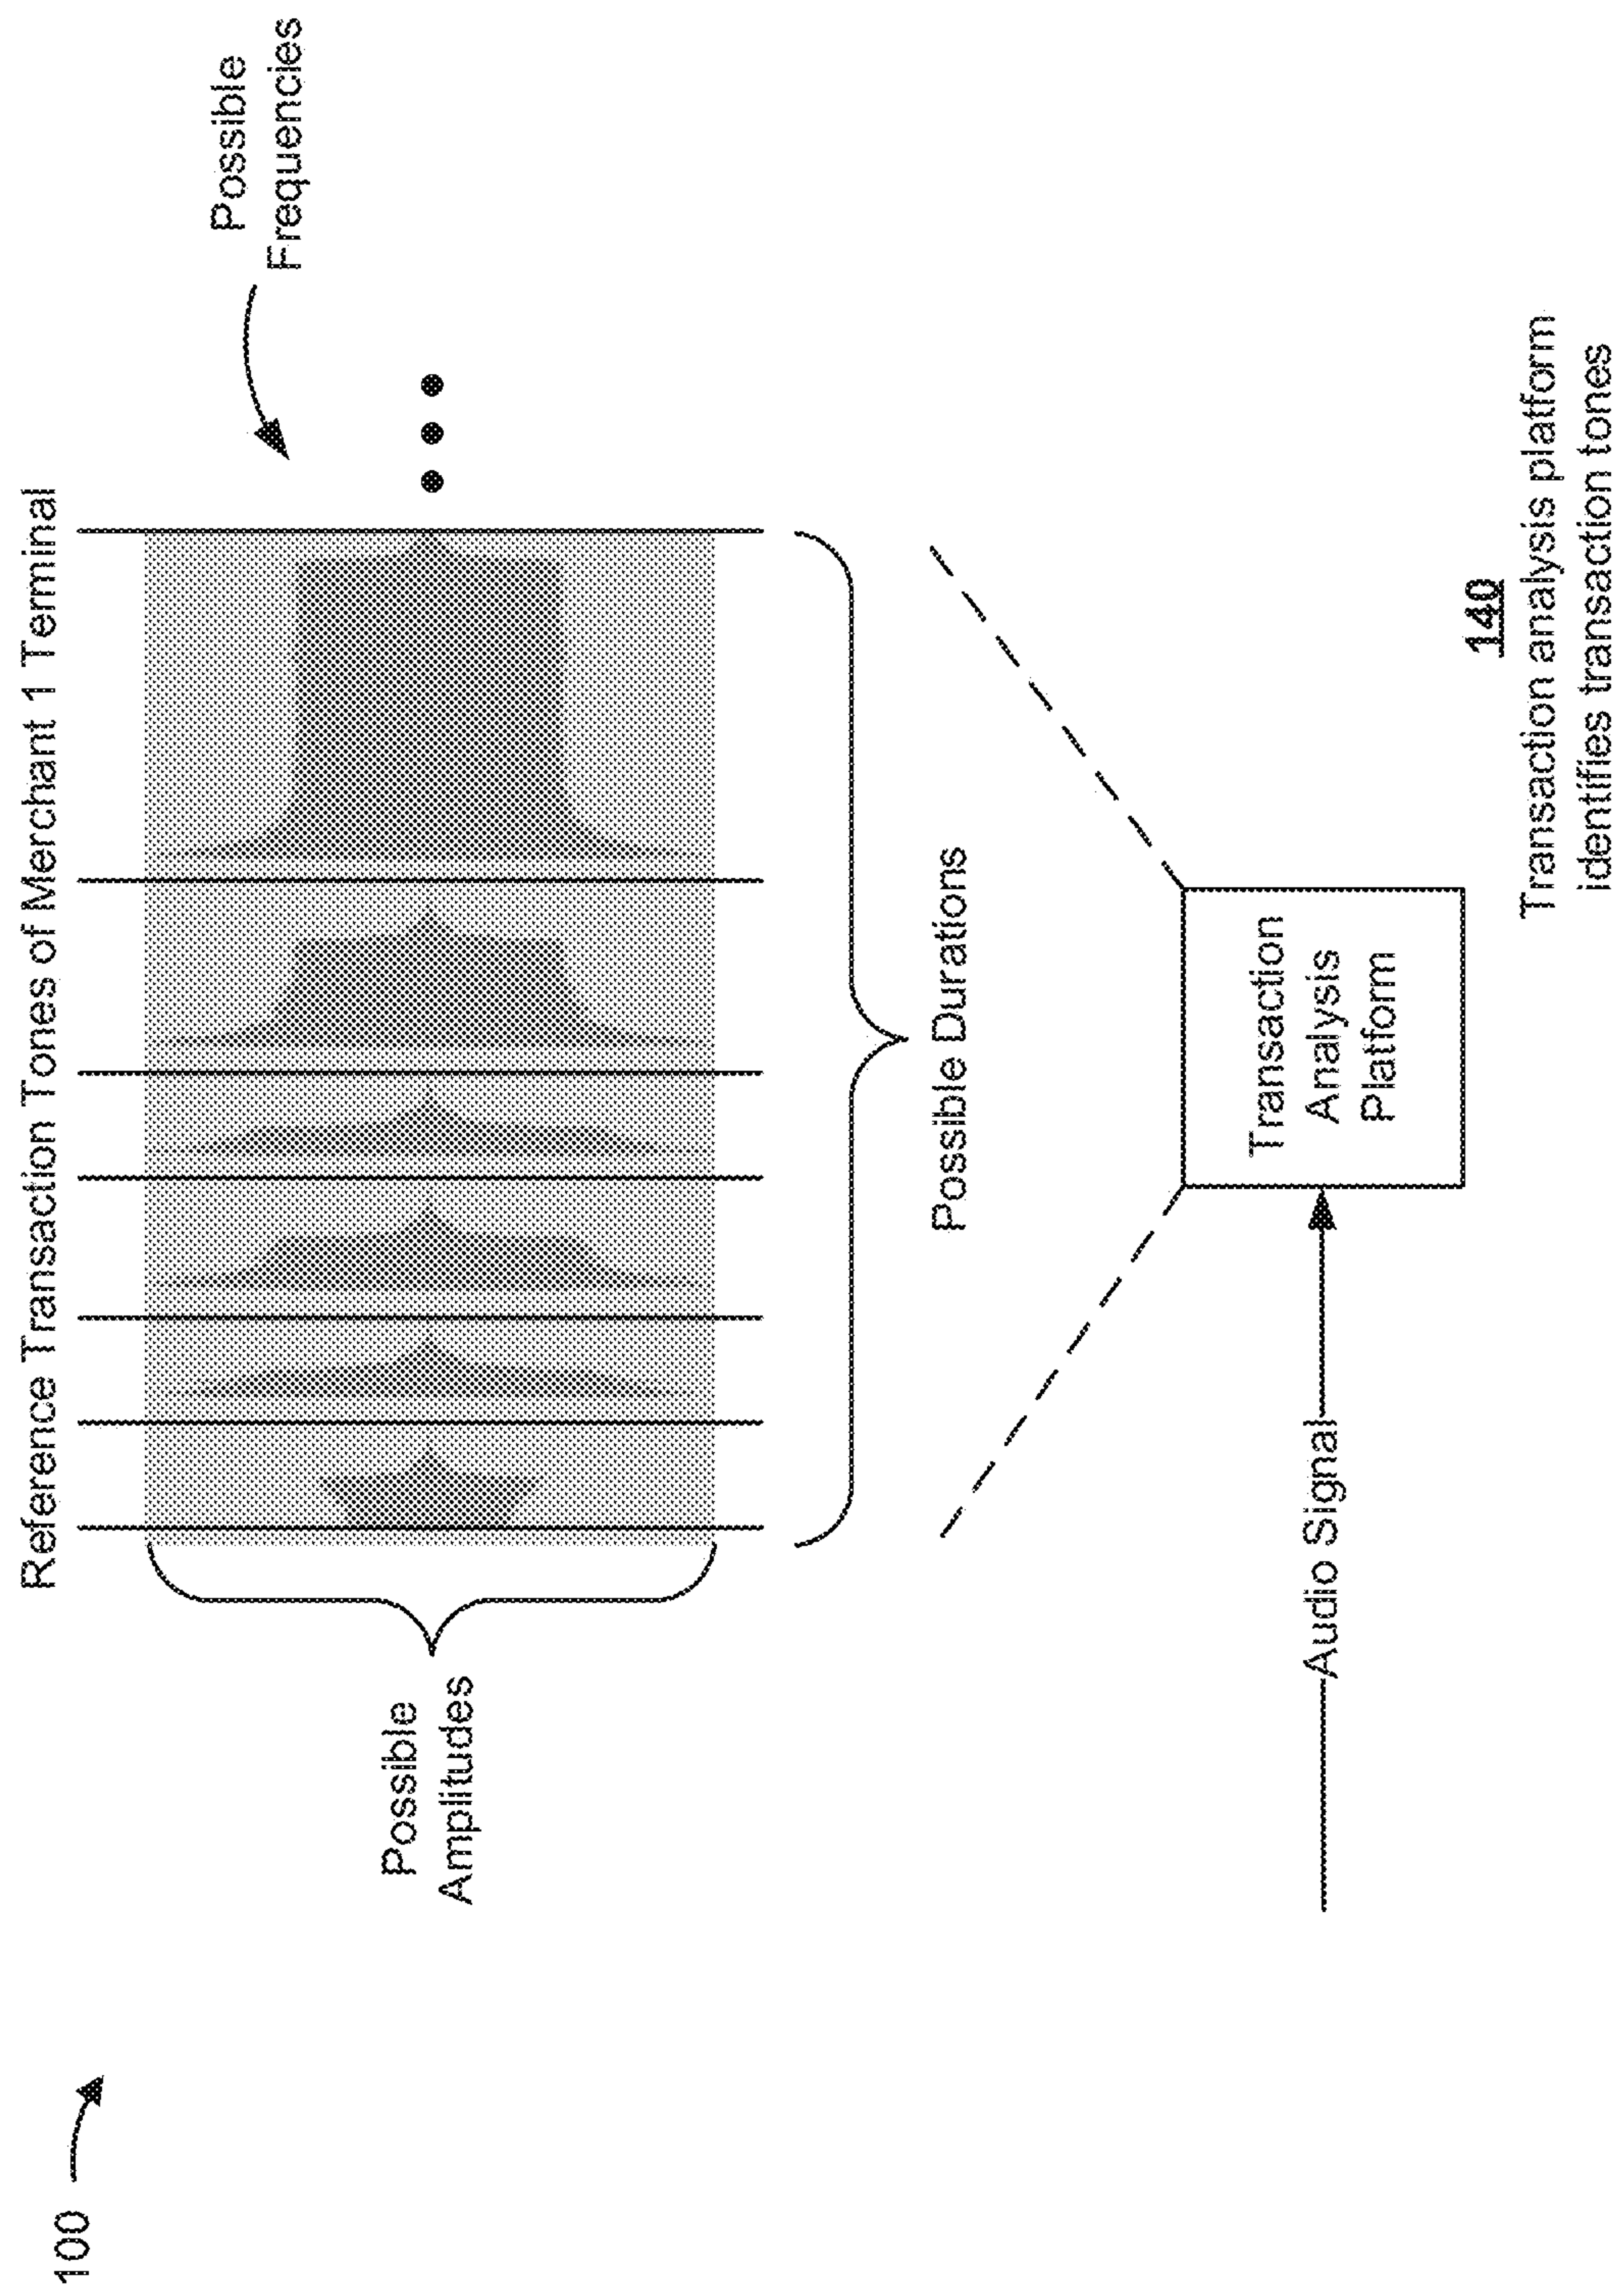 100
Reference Transaction Tones of Merchant 1 Terminal
Possible
Frequencies
Possible
Amplitudes
Possible Durations
Audio Signal
Transaction
Analysis
Platform
140
Transaction analysis platform
identifies transaction tones